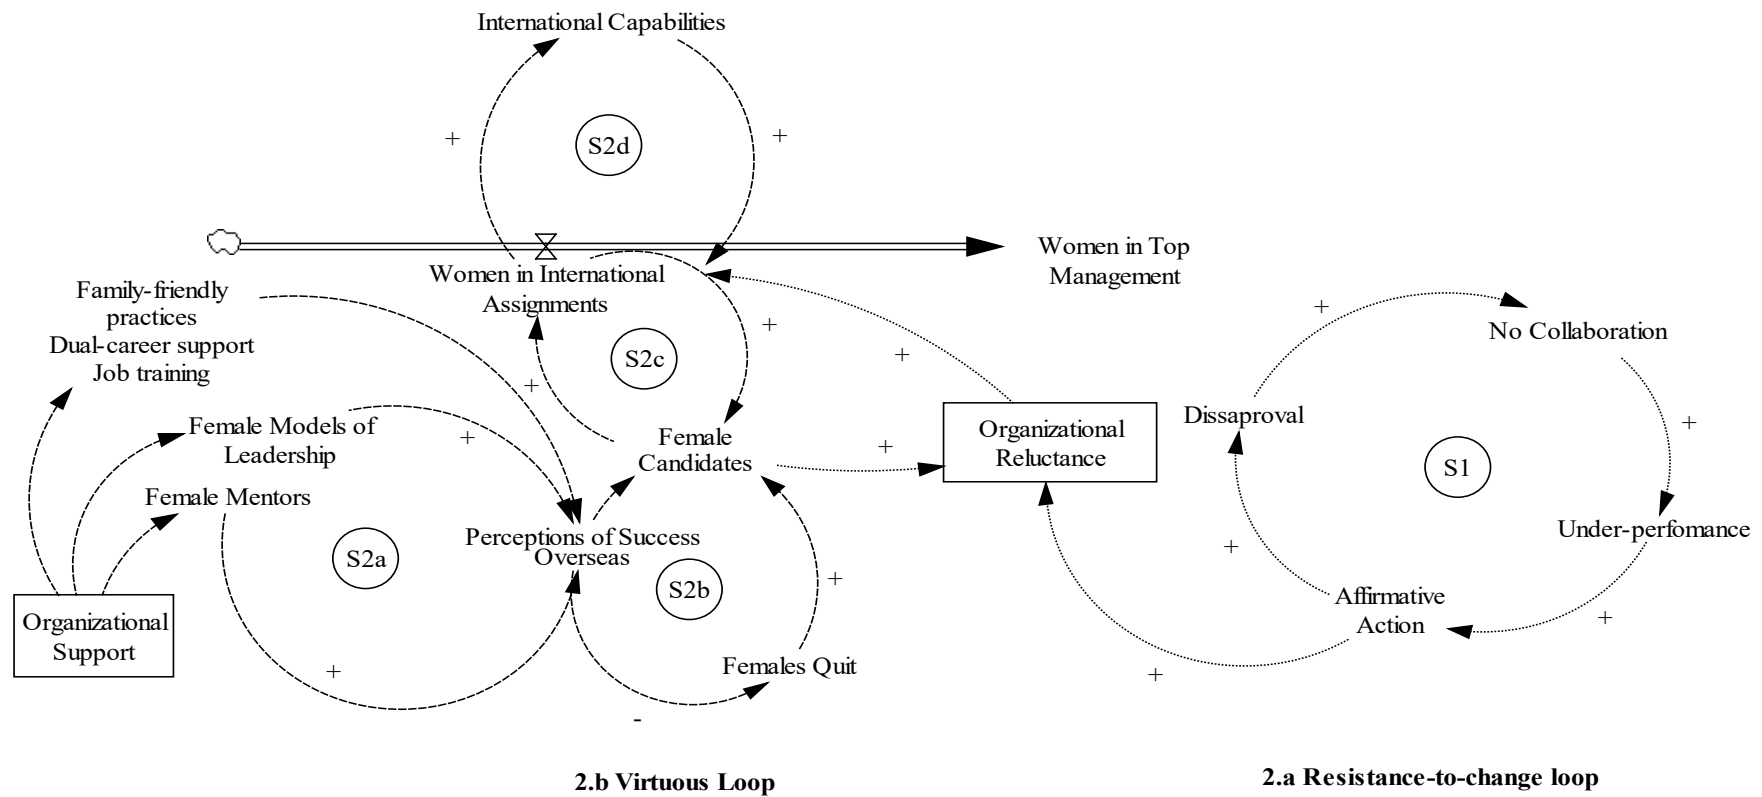 International Capabilities
+
+
S2d
Women in Top
Management
Women in International
Assignments
Family-friendly
practices
Dual-career support
Job training
+
+
No Collaboration
S2c
+
+
Dissaproval
Female Models of
Leadership
+
Female
Candidates
+
Organizational
Reluctance
+
S1
Female Mentors
Perceptions of Success
Overseas
Under-perfomance
S2a
S2b
+
+
Affirmative
Action
+
Organizational
Support
+
Females Quit
+
-
2.b Virtuous Loop
2.a Resistance-to-change loop